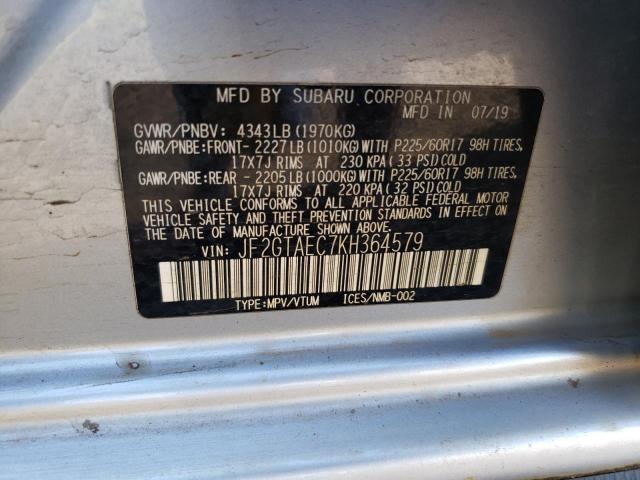 MFD BY SUBARU CORPORATION
MFD IN 07/19
GVWR/PNBV: 4343LB(1970KG)
GAWR/PNBE:FRONT- 2227LB(1010KG)WITH P225/60R17 98H TIRES,
17X7J RIMS AT 230 KPA(33 PSI)COLD
GAWR/PNBE:REAR - 2205LB(1000KG)WITH P225/60R17 98H TIRES,
17X7J RIMS AT 220 KPA(32 PSI)COLD
THIS VEHICLE CONFORMS TO ALL APPLICABLE FEDERAL MOTOR
VEHICLE SAFETY AND THEFT PREVENTION STANDARDS IN EFFECT ON
THE DATE OF MANUFACTURE SHOWN ABOVE.
VIN: JF2GTAEC7KH364579
TYPE:MPV/VTUM ICES/NMB-002